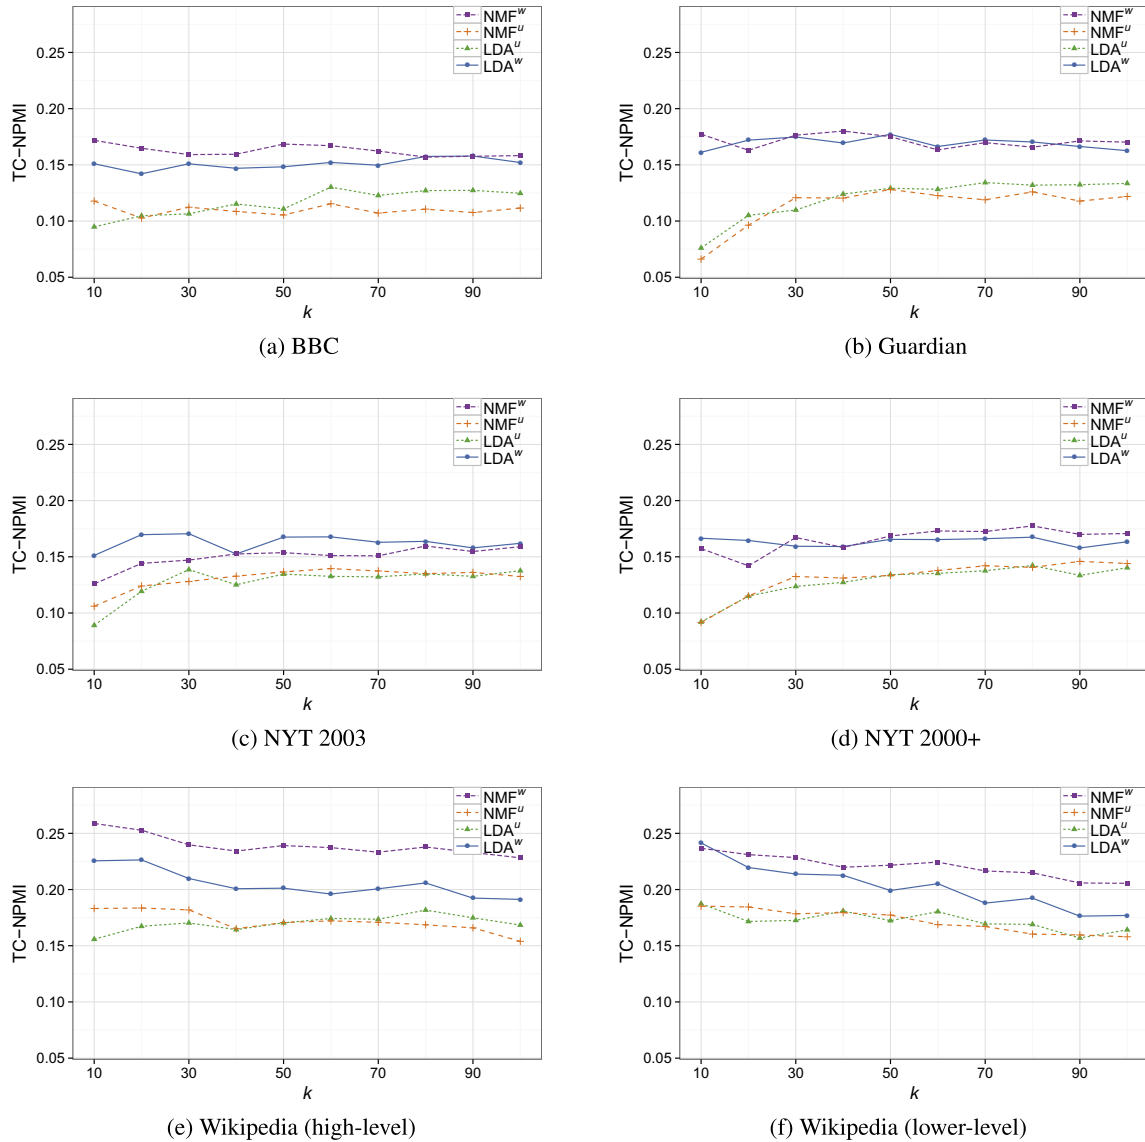 NMF^w
NMF^u
LDA^u
LDA^w
TC−NPMI
0.25
0.20
0.15
0.10
0.05
10 30 50 70 90
k
(a) BBC
NMF^w
NMF^u
LDA^u
LDA^w
TC−NPMI
0.25
0.20
0.15
0.10
0.05
10 30 50 70 90
k
(b) Guardian
NMF^w
NMF^u
LDA^u
LDA^w
TC−NPMI
0.25
0.20
0.15
0.10
0.05
10 30 50 70 90
k
(c) NYT 2003
NMF^w
NMF^u
LDA^u
LDA^w
TC−NPMI
0.25
0.20
0.15
0.10
0.05
10 30 50 70 90
k
(d) NYT 2000+
NMF^w
NMF^u
LDA^u
LDA^w
TC−NPMI
0.25
0.20
0.15
0.10
0.05
10 30 50 70 90
k
(e) Wikipedia (high-level)
NMF^w
NMF^u
LDA^u
LDA^w
TC−NPMI
0.25
0.20
0.15
0.10
0.05
10 30 50 70 90
k
(f) Wikipedia (lower-level)